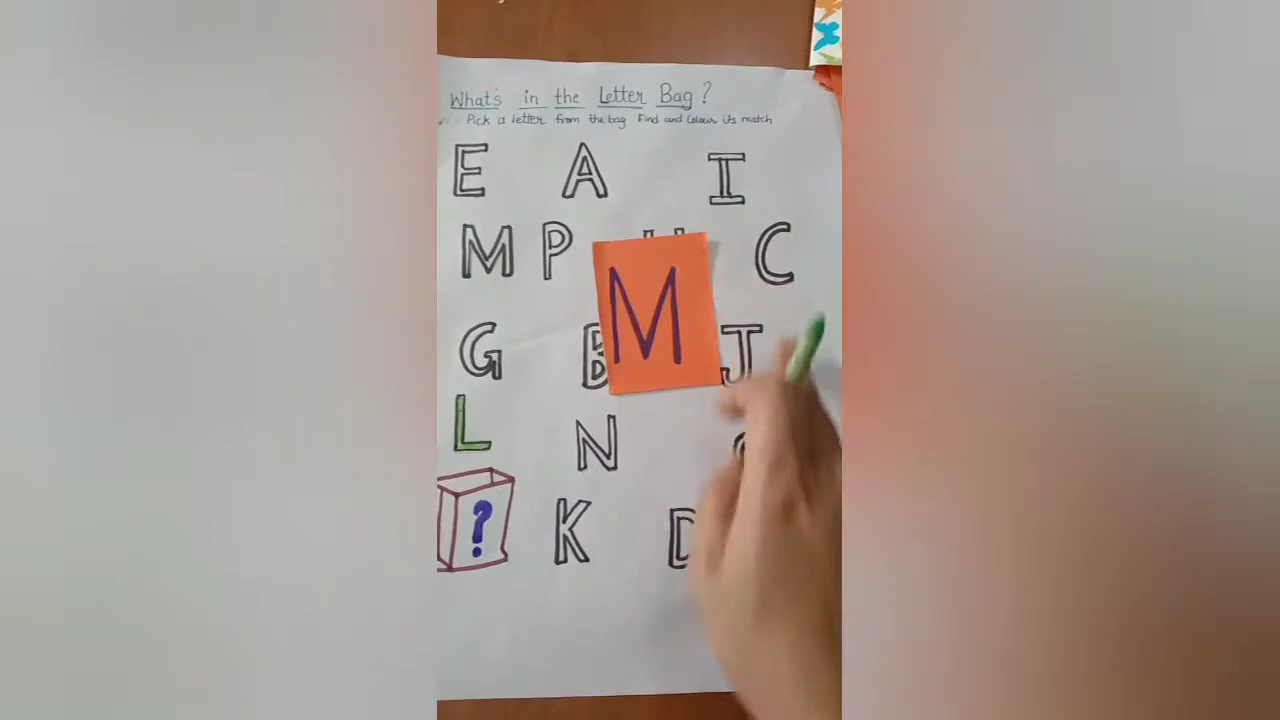 What's in the Letter Bag?
Pick a letter from the bag Find and Colour its match
E A I
M P C
M
G B J
L N
? K D